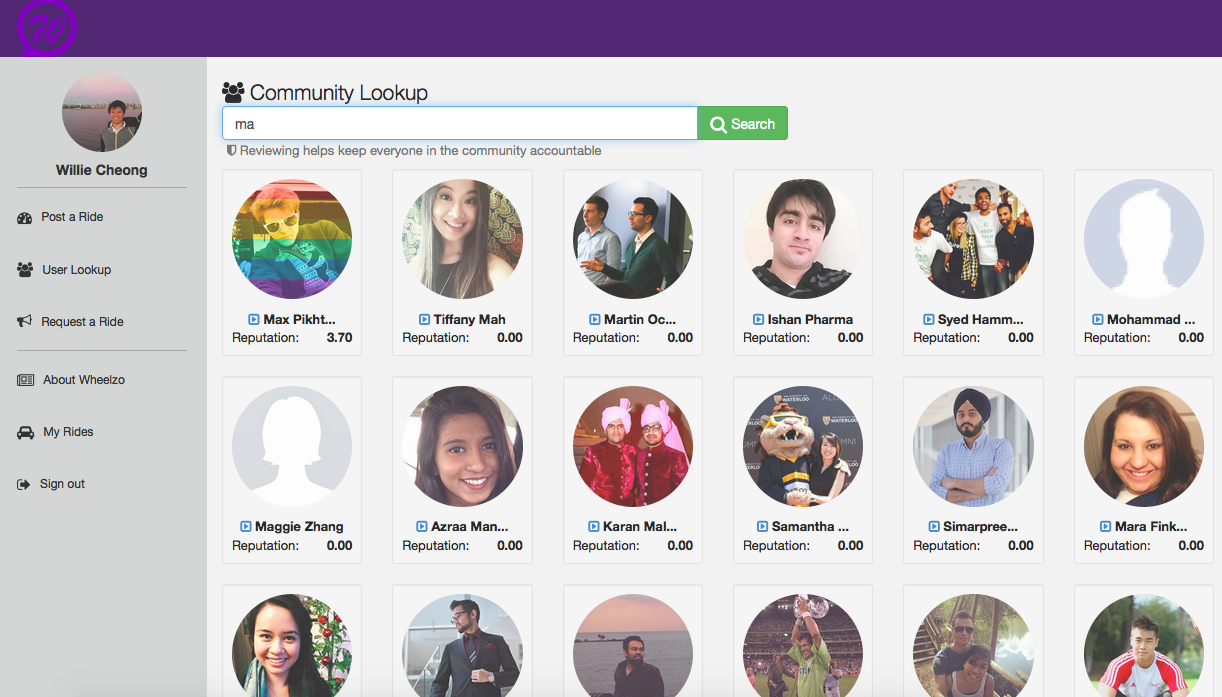 W
Community Lookup
ma
Search
Reviewing helps keep everyone in the community accountable
Willie Cheong
Post a Ride
User Lookup
Request a Ride
About Wheelzo
My Rides
Sign out
Max Pikht...
Reputation: 3.70
Tiffany Mah
Reputation: 0.00
Martin Oc...
Reputation: 0.00
Ishan Pharma
Reputation: 0.00
Syed Hamm...
Reputation: 0.00
Mohammad ...
Reputation: 0.00
Maggie Zhang
Reputation: 0.00
Azraa Man...
Reputation: 0.00
Karan Mal...
Reputation: 0.00
WATERLOO
Samantha ...
Reputation: 0.00
Simarpree...
Reputation: 0.00
Mara Fink...
Reputation: 0.00